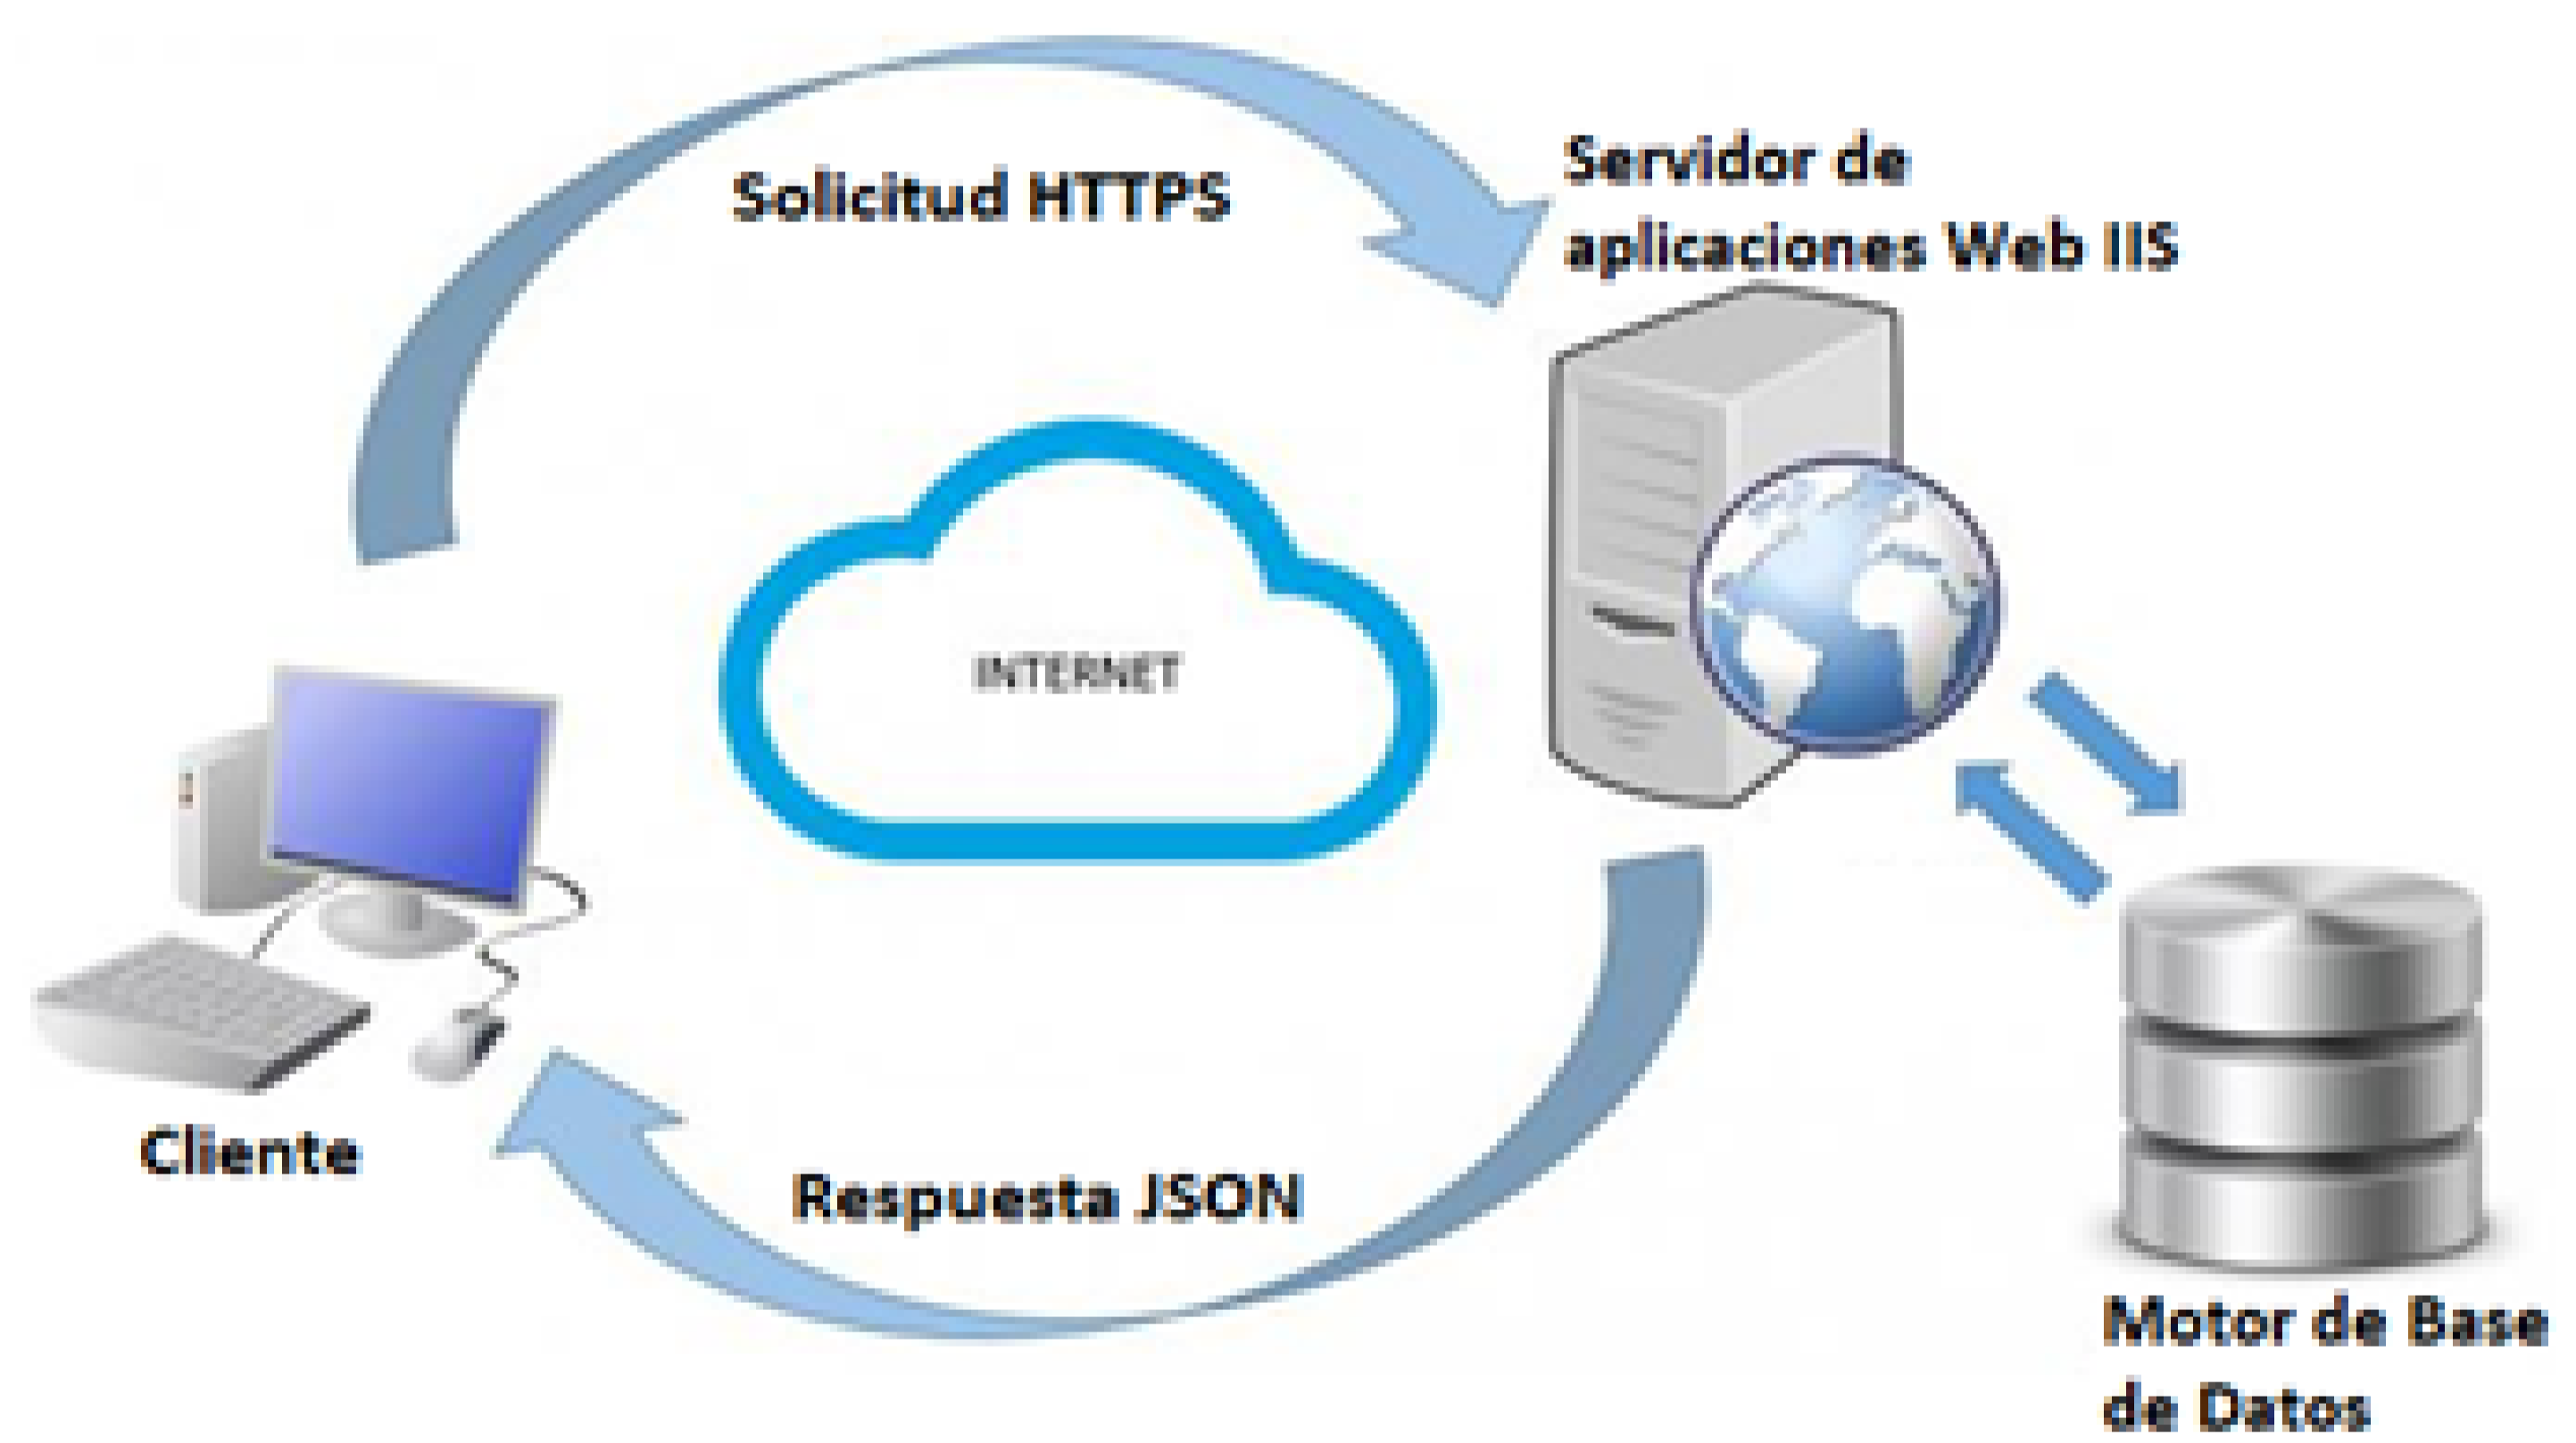 Solicitud HTTPS
Servidor de
aplicaciones Web IIS
INTERNET
Cliente
Respuesta JSON
Motor de Base
de Datos